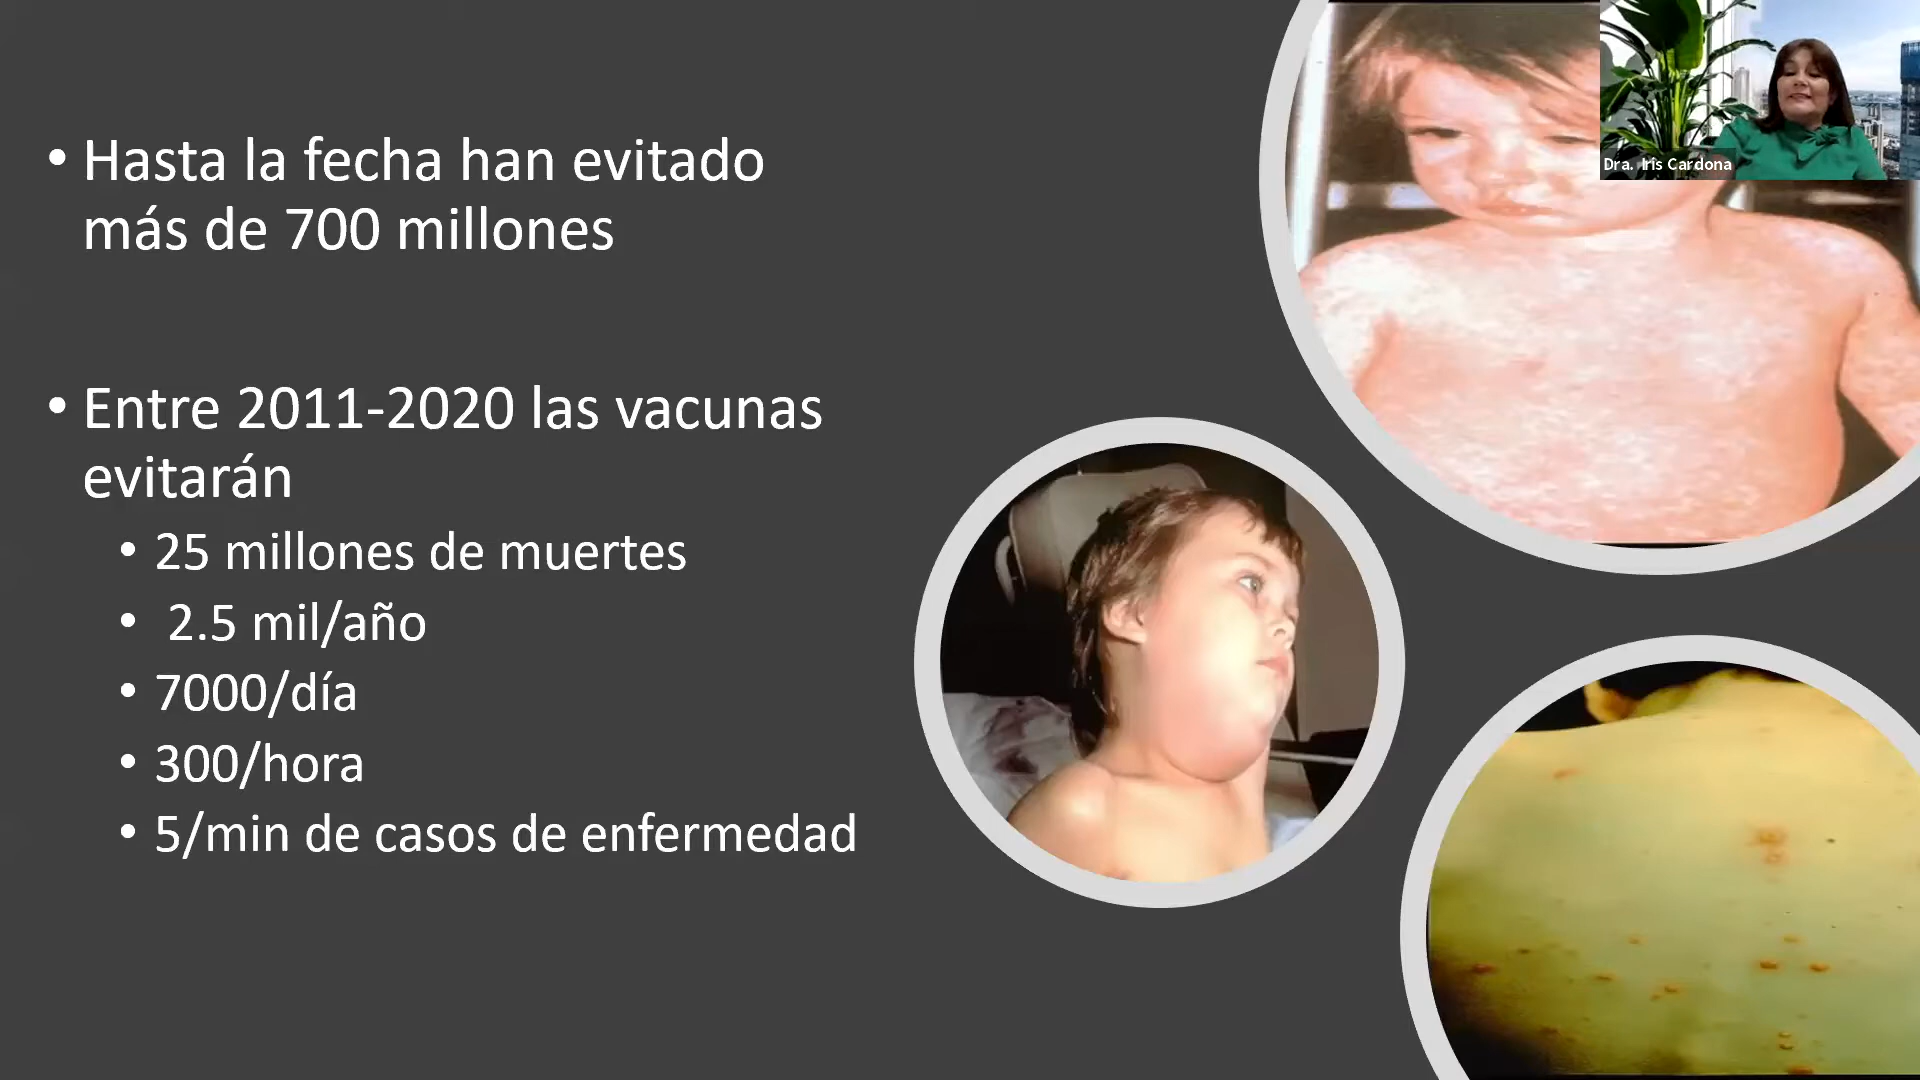 • Hasta la fecha han evitado
más de 700 millones
• Entre 2011-2020 las vacunas
evitarán
• 25 millones de muertes
• 2.5 mil/año
• 7000/día
• 300/hora
• 5/min de casos de enfermedad
Dra. Iris Cardona